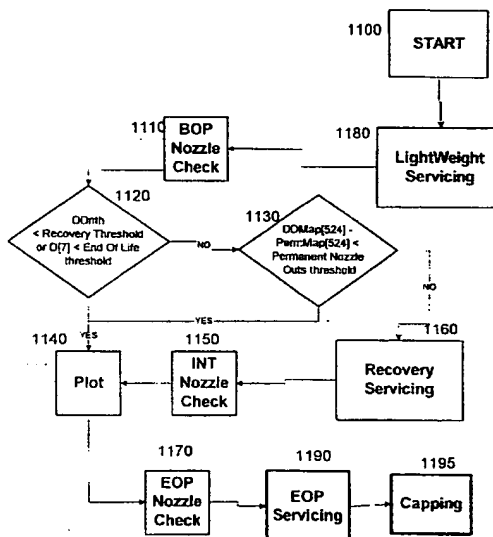 1100
START
1110
BOP
Nozzle
Check
1180
LightWeight
Servicing
1120
DDnth
< Recovery Threshold
or D[7] < End Of Life
threshold
NO
1130
DDMap[524] -
PermMap[524] <
Permanent Nozzle
Outs threshold
NO
YES
YES
1140
Plot
1150
INT
Nozzle
Check
1160
Recovery
Servicing
1170
EOP
Nozzle
Check
1190
EOP
Servicing
1195
Capping